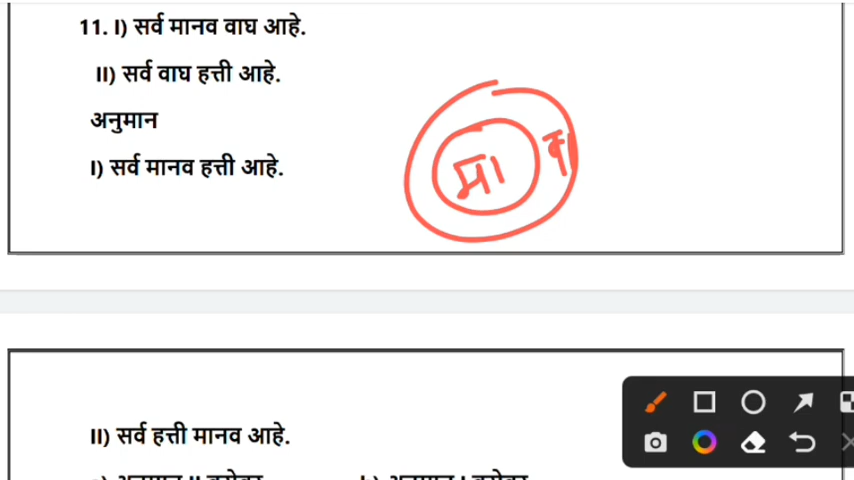 11. I) सर्व मानव वाघ आहे.
II) सर्व वाघ हत्ती आहे.
अनुमान
I) सर्व मानव हत्ती आहे.
मा
वा
II) सर्व हत्ती मानव आहे.